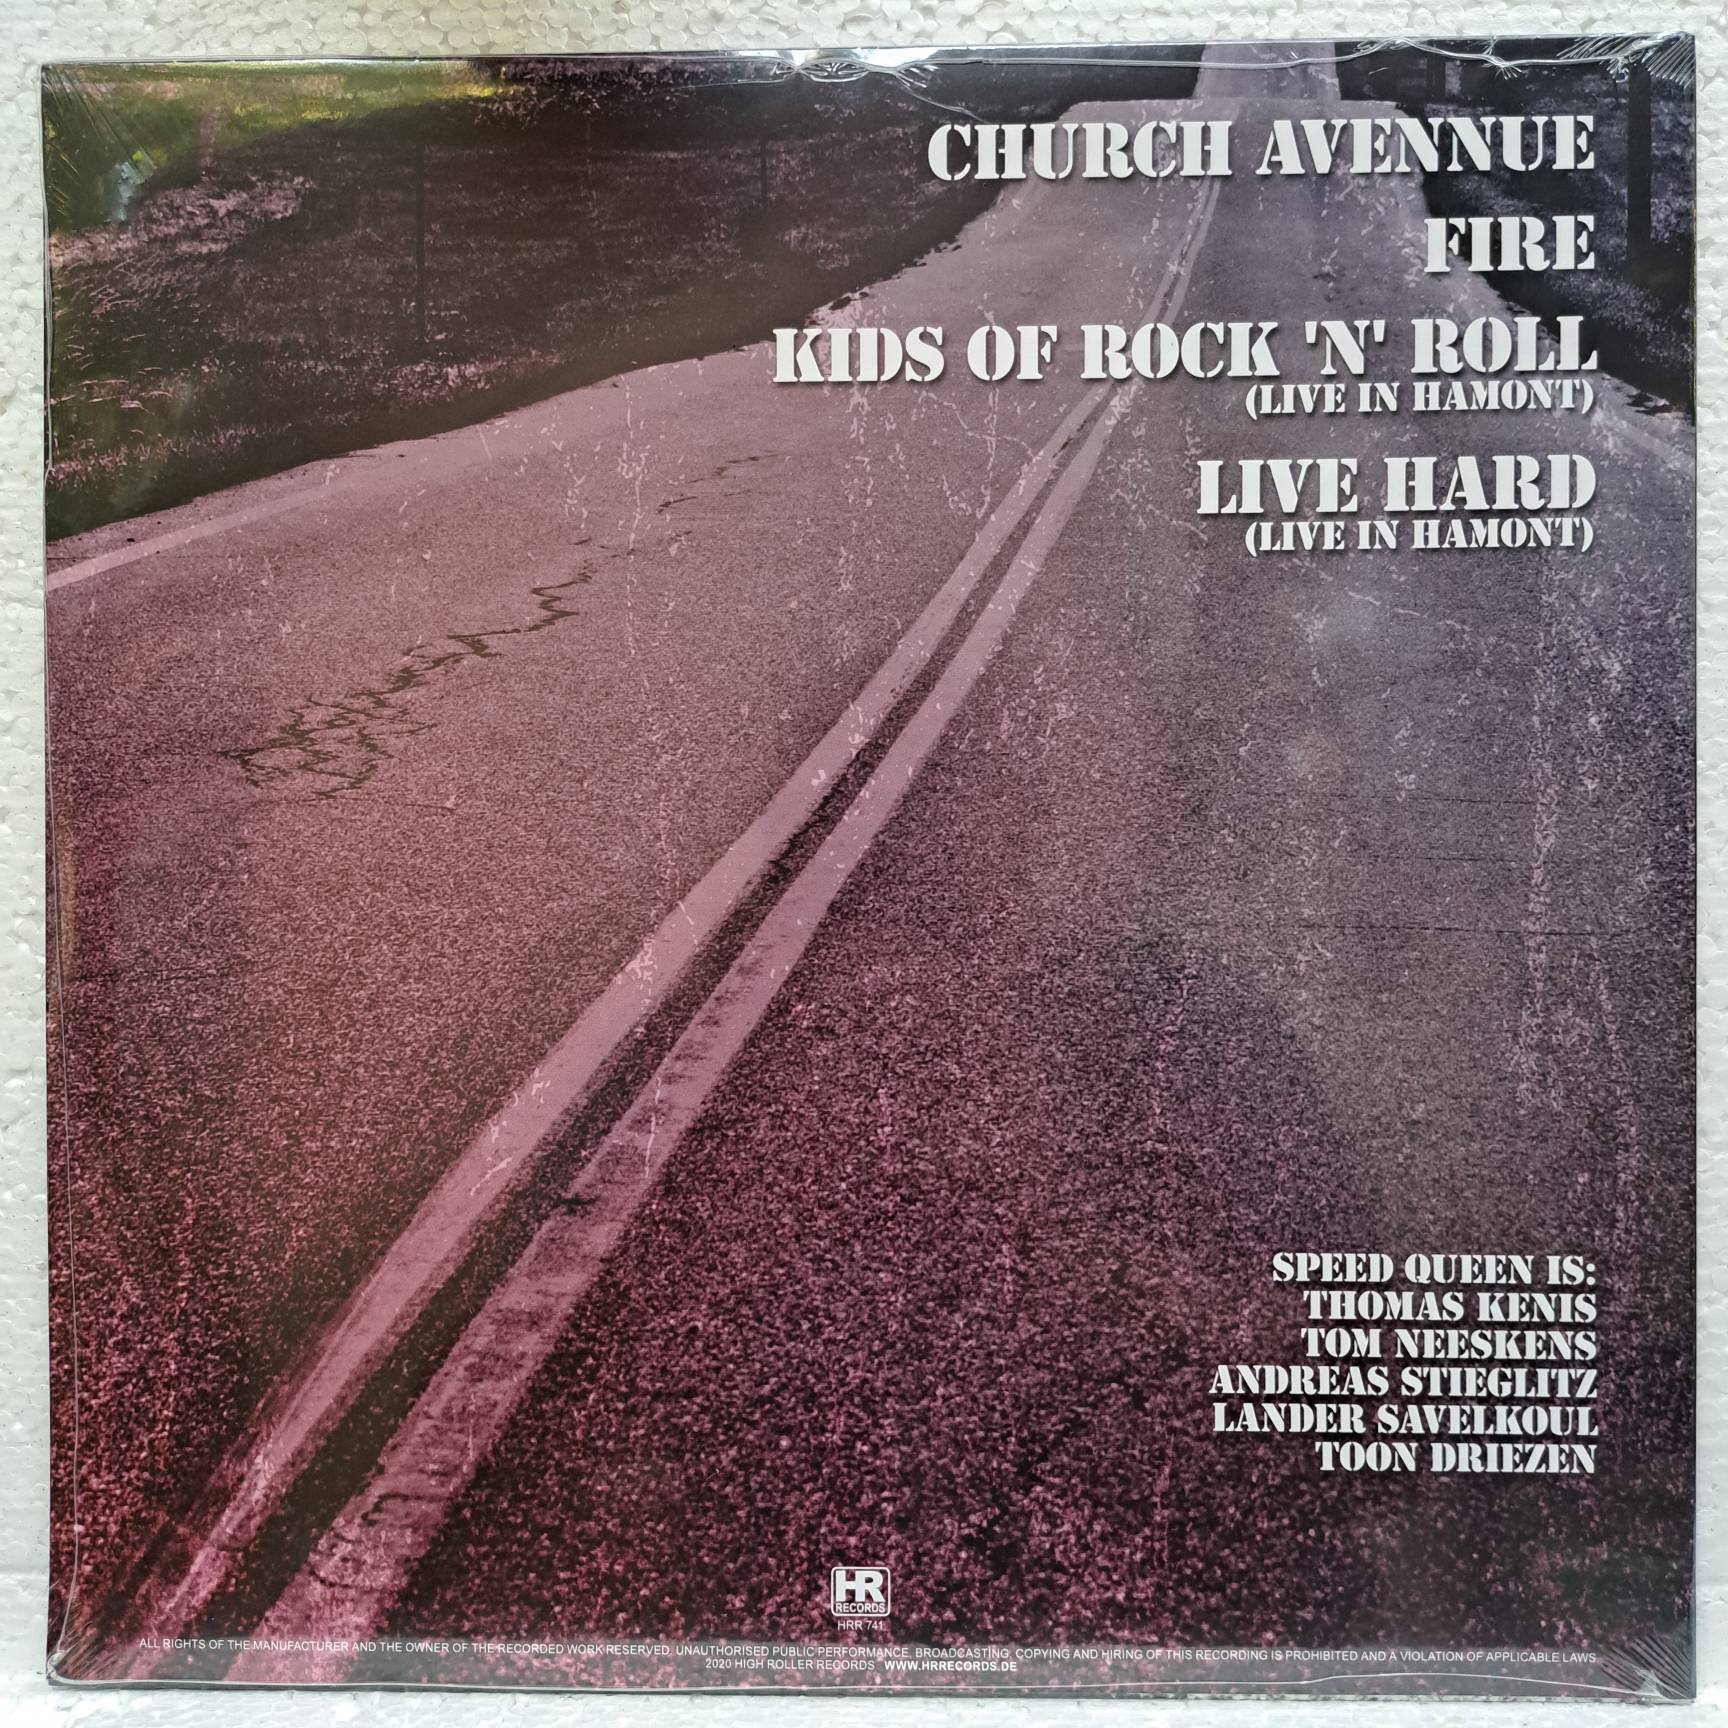 CHURCH AVENNUE
FIRE
KIDS OF ROCK 'N' ROLL
(LIVE IN HAMONT)
LIVE HARD
(LIVE IN HAMONT)
SPEED QUEEN IS:
THOMAS KENIS
TOM NEESKENS
ANDREAS STIEGLITZ
LANDER SAVELKOUL
TOON DRIEZEN
HR
RECORDS
HRR 741
ALL RIGHTS OF THE MANUFACTURER AND THE OWNER OF THE RECORDED WORK RESERVED. UNAUTHORISED PUBLIC PERFORMANCE, BROADCASTING, COPYING AND HIRING OF THIS RECORDING IS PROHIBITED AND A VIOLATION OF APPLICABLE LAWS.
2020 HIGH ROLLER RECORDS WWW.HRRECORDS.DE